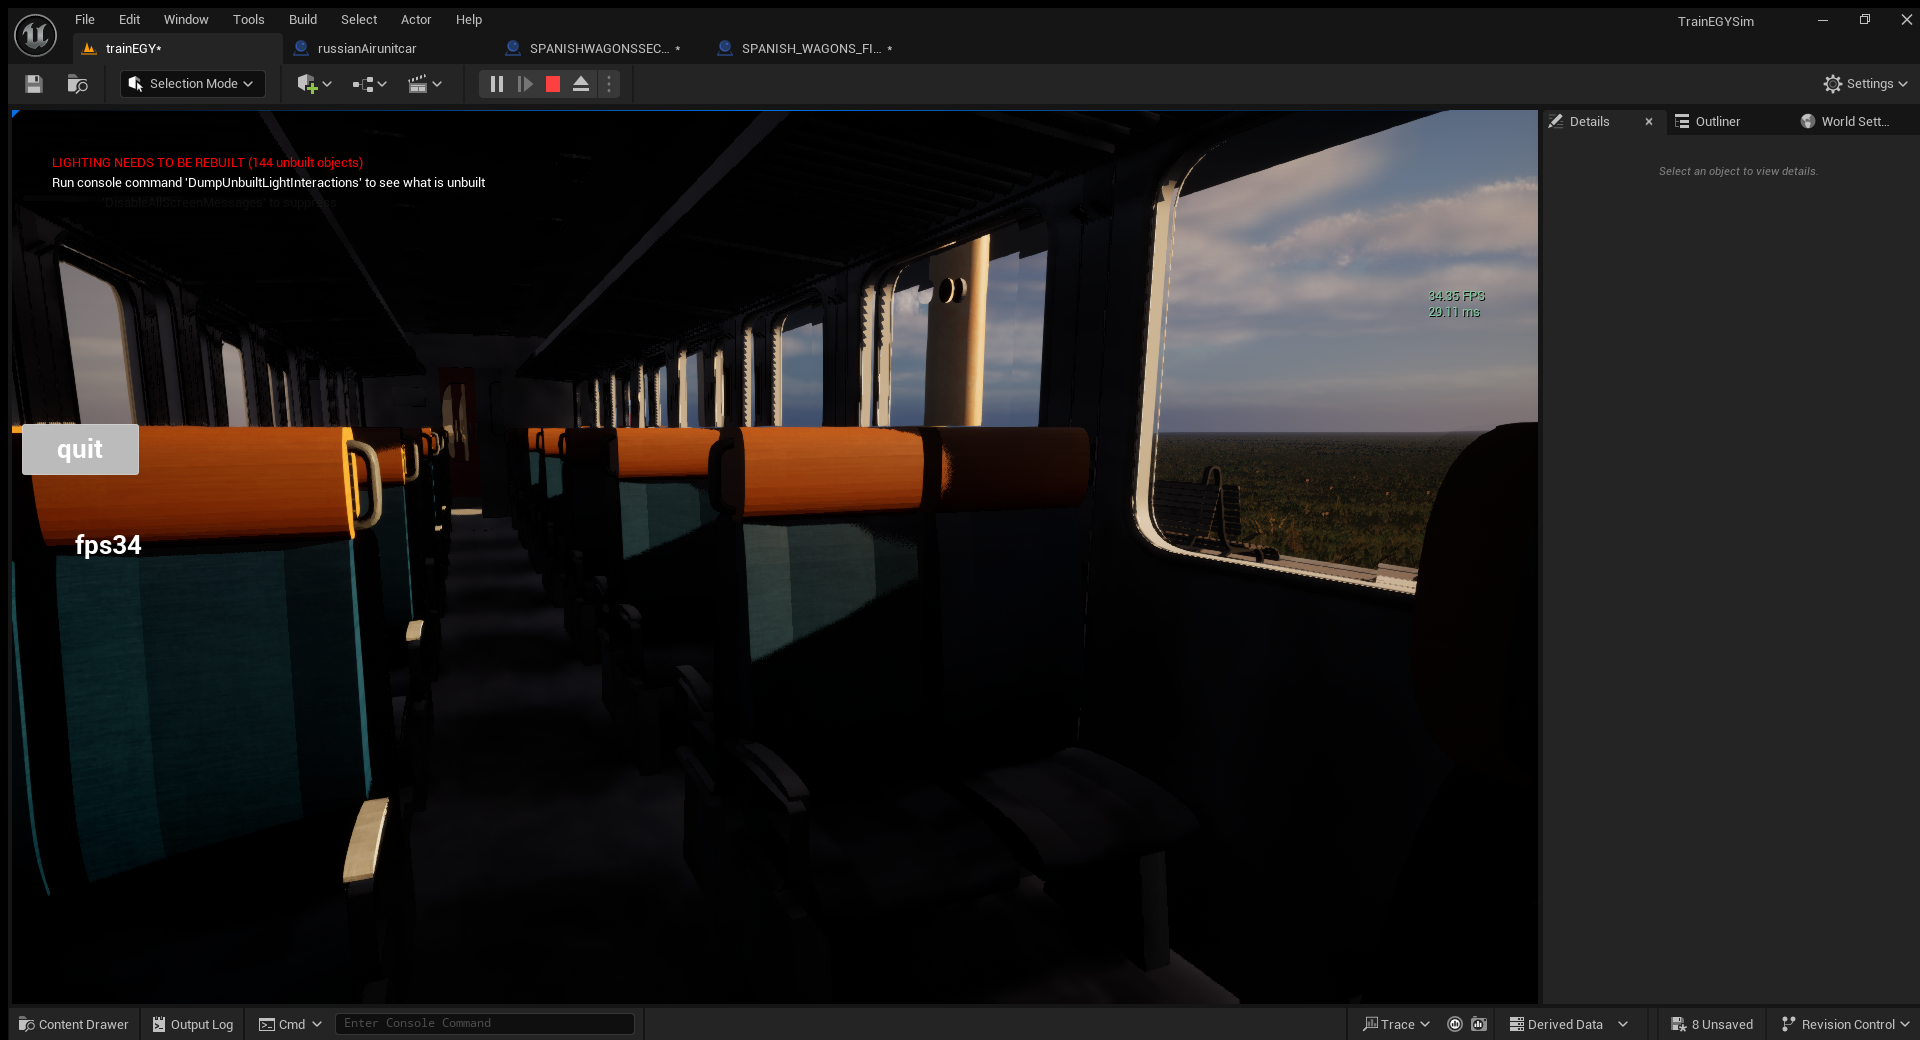 File Edit Window Tools Build Select Actor Help
TrainEGYSim
trainEGY*
russianAirunitcar
SPANISHWAGONSSEC... *
SPANISH_WAGONS_FI... *
Selection Mode
Settings
Details
Outliner
World Sett...
Select an object to view details.
LIGHTING NEEDS TO BE REBUILT (144 unbuilt objects)
Run console command 'DumpUnbuiltLightInteractions' to see what is unbuilt
'DisableAllScreenMessages' to suppress
34.35 FPS
29.11 ms
quit
fps34
Content Drawer
Output Log
Cmd
Enter Console Command
Trace
Derived Data
8 Unsaved
Revision Control